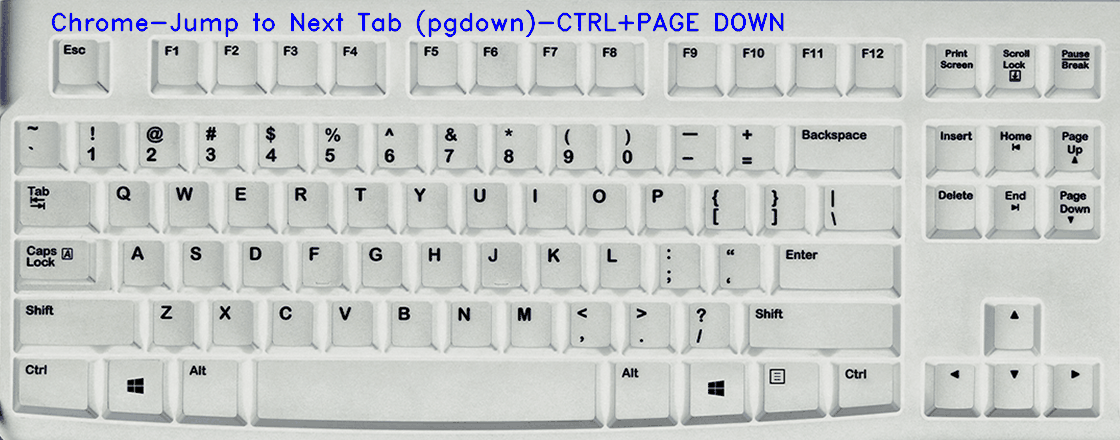 Chrome-Jump to Next Tab (pgdown)-CTRL+PAGE DOWN
Esc F1 F2 F3 F4 F5 F6 F7 F8 F9 F10 F11 F12 Print Screen Scroll Lock Pause Break
~ ! @ # $ % ^ & * ( ) — + Backspace Insert Home Page Up
` 1 2 3 4 5 6 7 8 9 0 - =
Tab Q W E R T Y U I O P { } | Delete End Page Down
[ ] \
Caps Lock A S D F G H J K L : “ Enter
; ‘
Shift Z X C V B N M < > ? Shift
, . /
Ctrl Alt Alt Ctrl